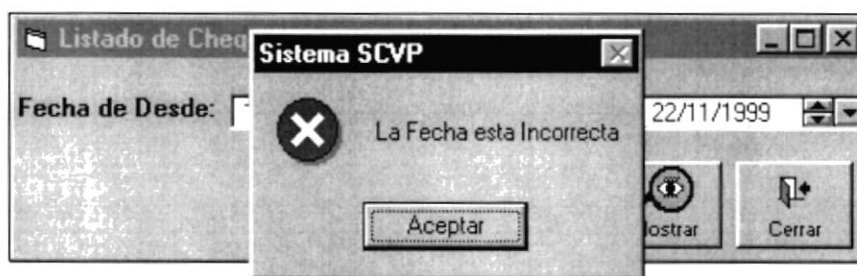 Listado de Cheq
Sistema SCVP
Fecha de Desde:
22/11/1999
La Fecha esta Incorrecta
Aceptar
ostrar
Cerrar